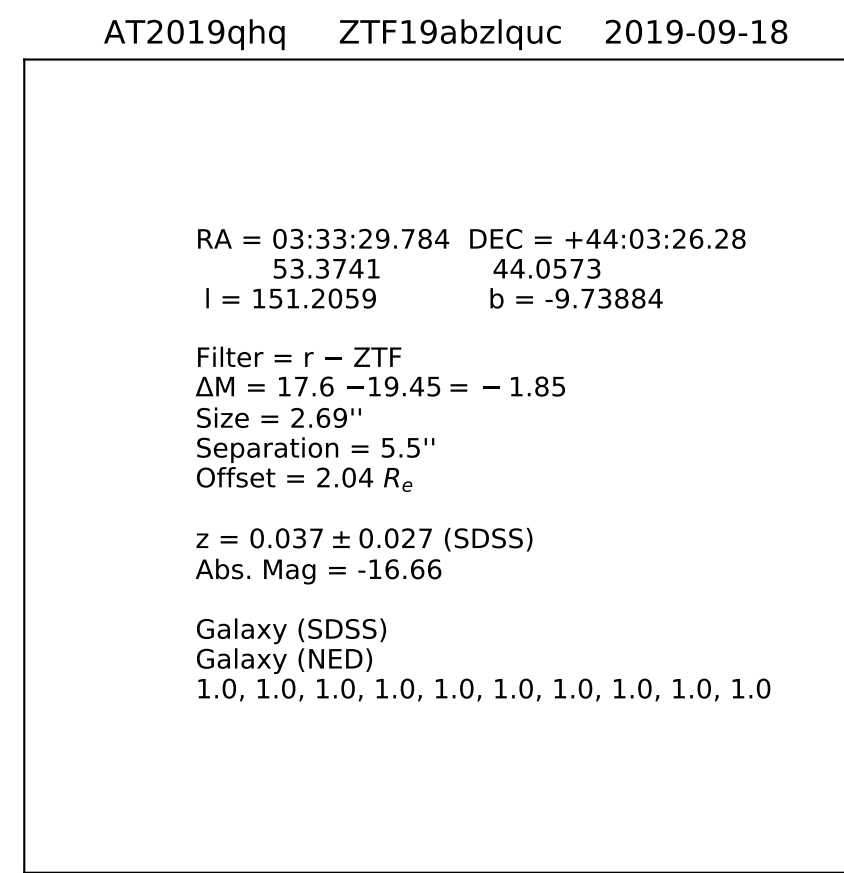 AT2019qhq ZTF19abzlquc 2019-09-18
RA = 03:33:29.784 DEC = +44:03:26.28
53.3741 44.0573
l = 151.2059 b = -9.73884
Filter = r − ZTF
ΔM = 17.6 −19.45 = − 1.85
Size = 2.69''
Separation = 5.5''
Offset = 2.04 Rₑ
z = 0.037 ± 0.027 (SDSS)
Abs. Mag = -16.66
Galaxy (SDSS)
Galaxy (NED)
1.0, 1.0, 1.0, 1.0, 1.0, 1.0, 1.0, 1.0, 1.0, 1.0